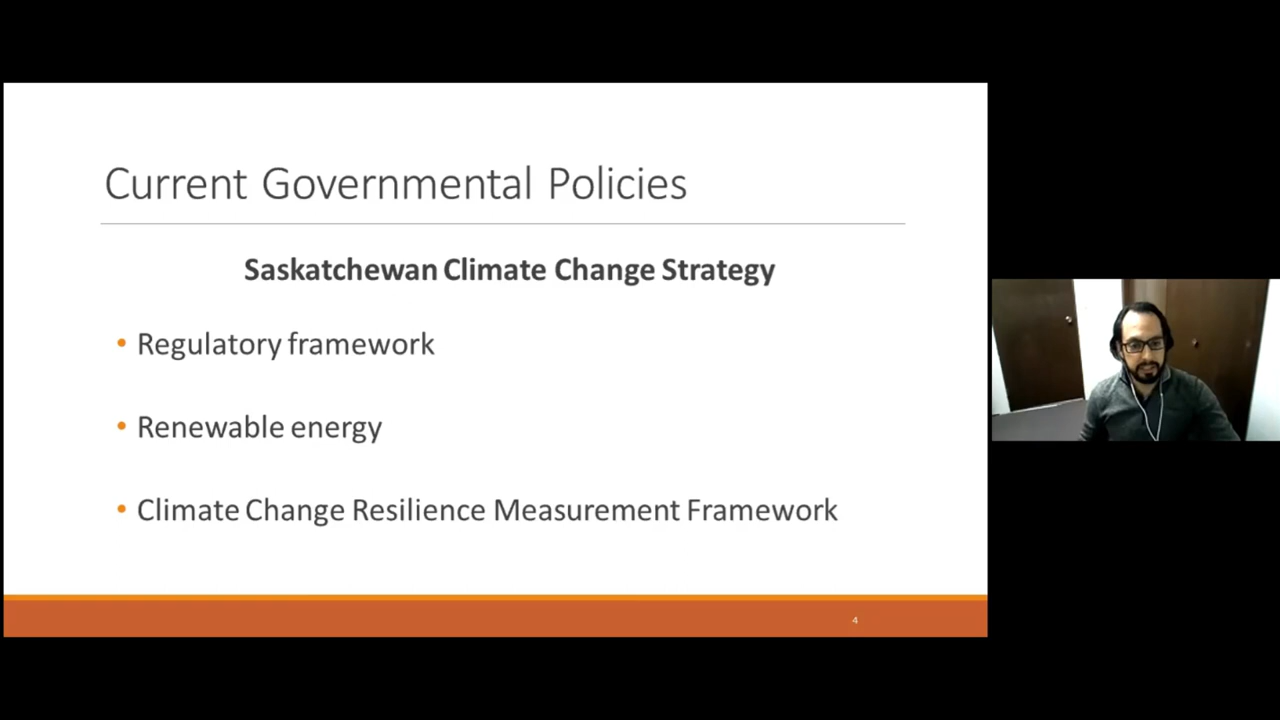 Current Governmental Policies
Saskatchewan Climate Change Strategy
• Regulatory framework
• Renewable energy
• Climate Change Resilience Measurement Framework
4